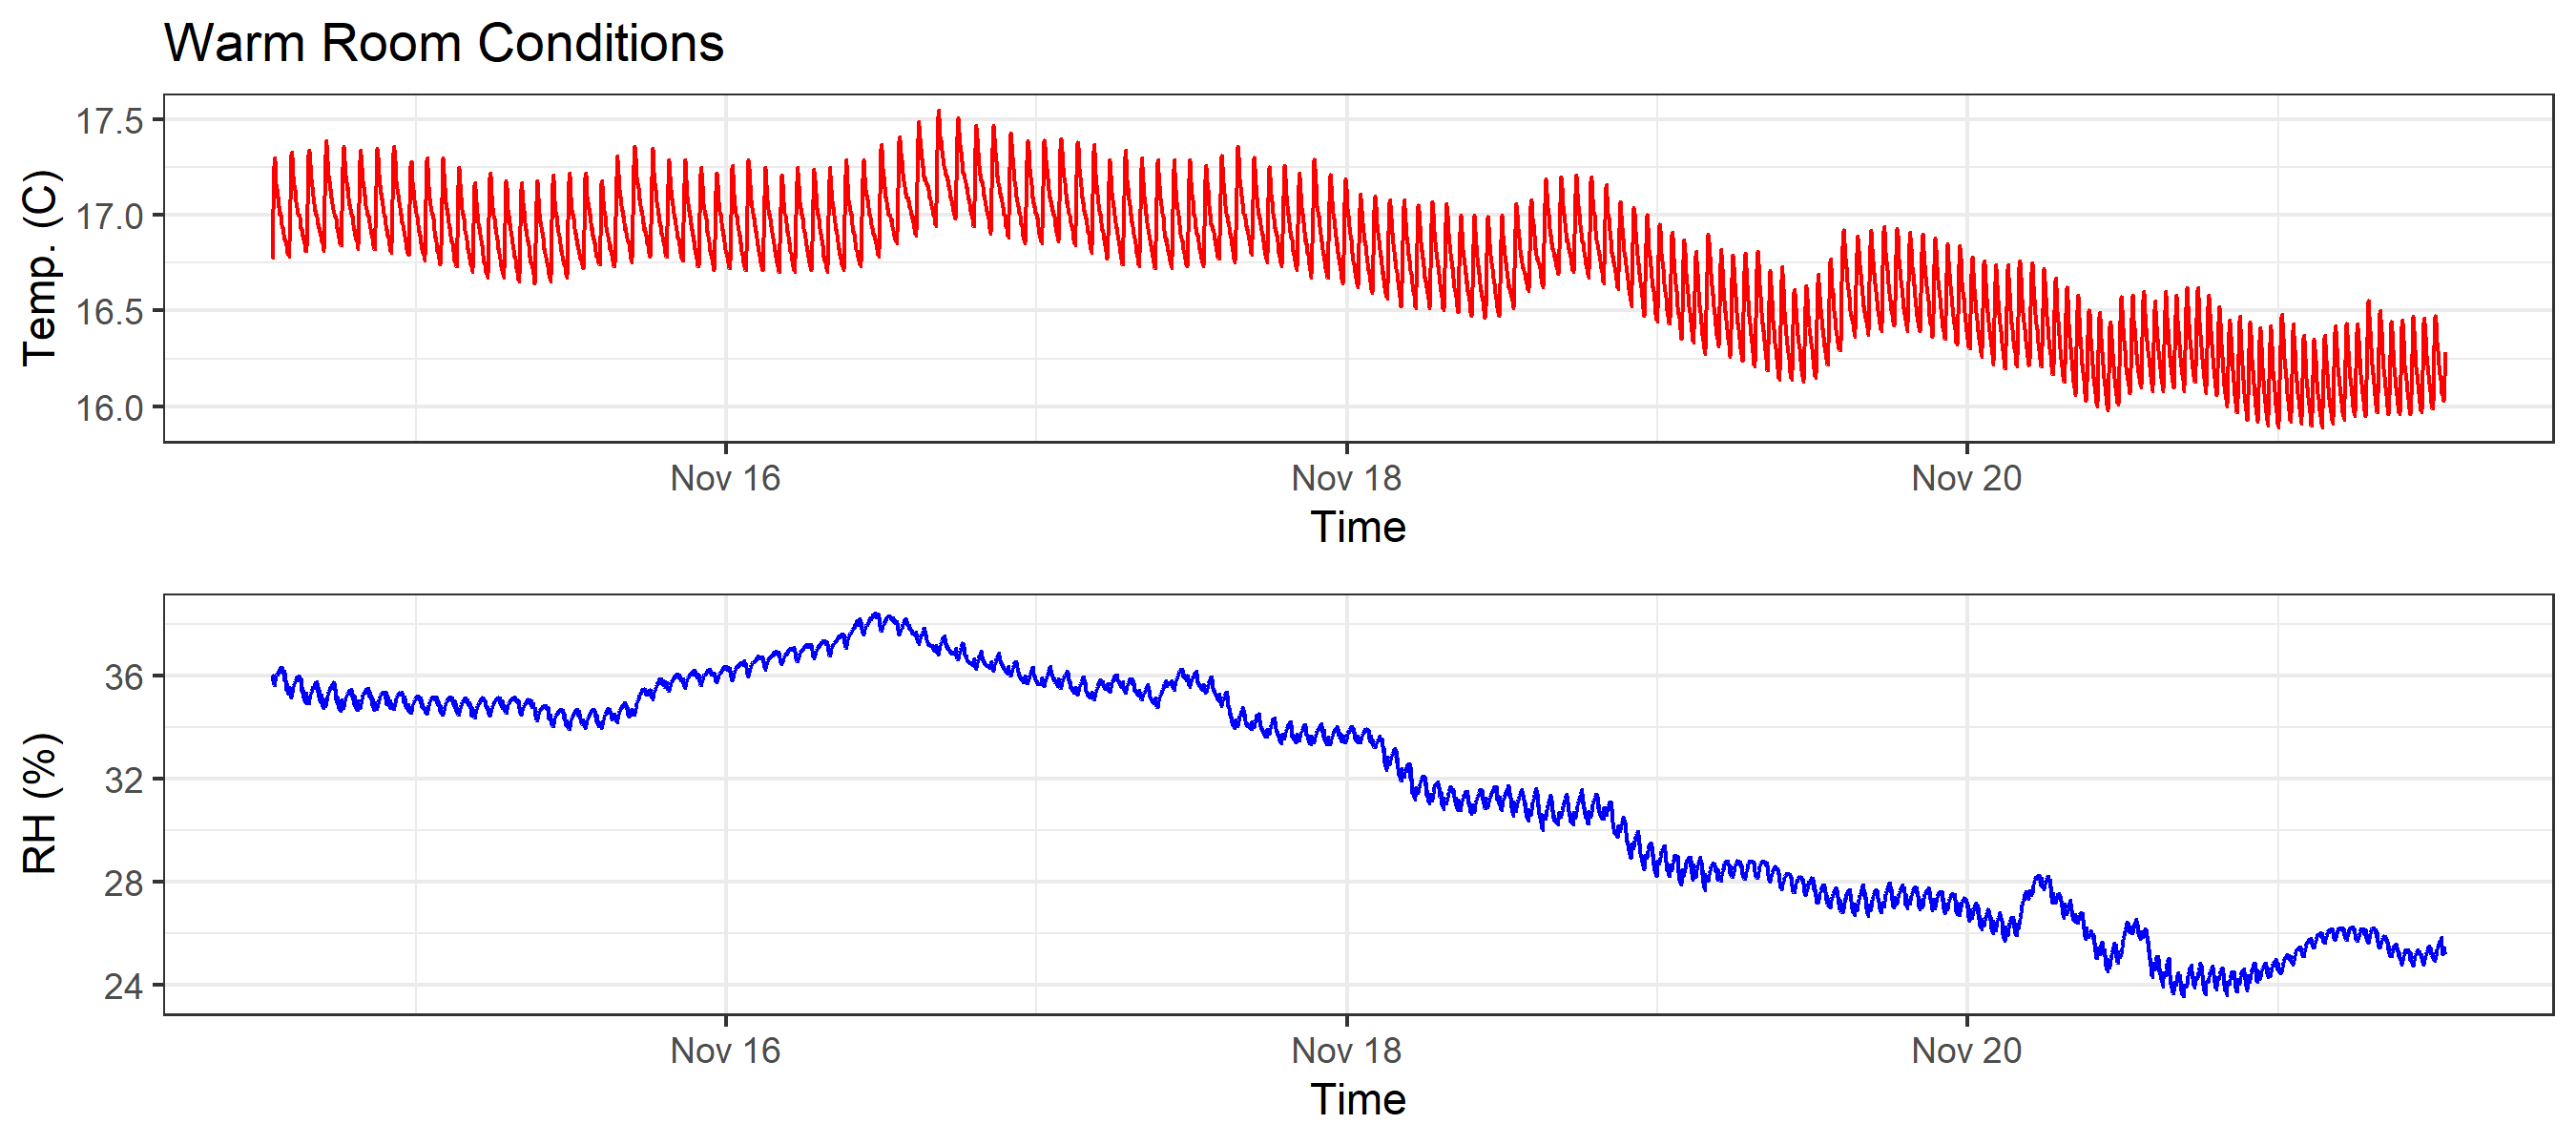 Warm Room Conditions
Temp. (C)
17.5
17.0
16.5
16.0
Nov 16 Nov 18 Nov 20
Time
RH (%)
36
32
28
24
Nov 16 Nov 18 Nov 20
Time